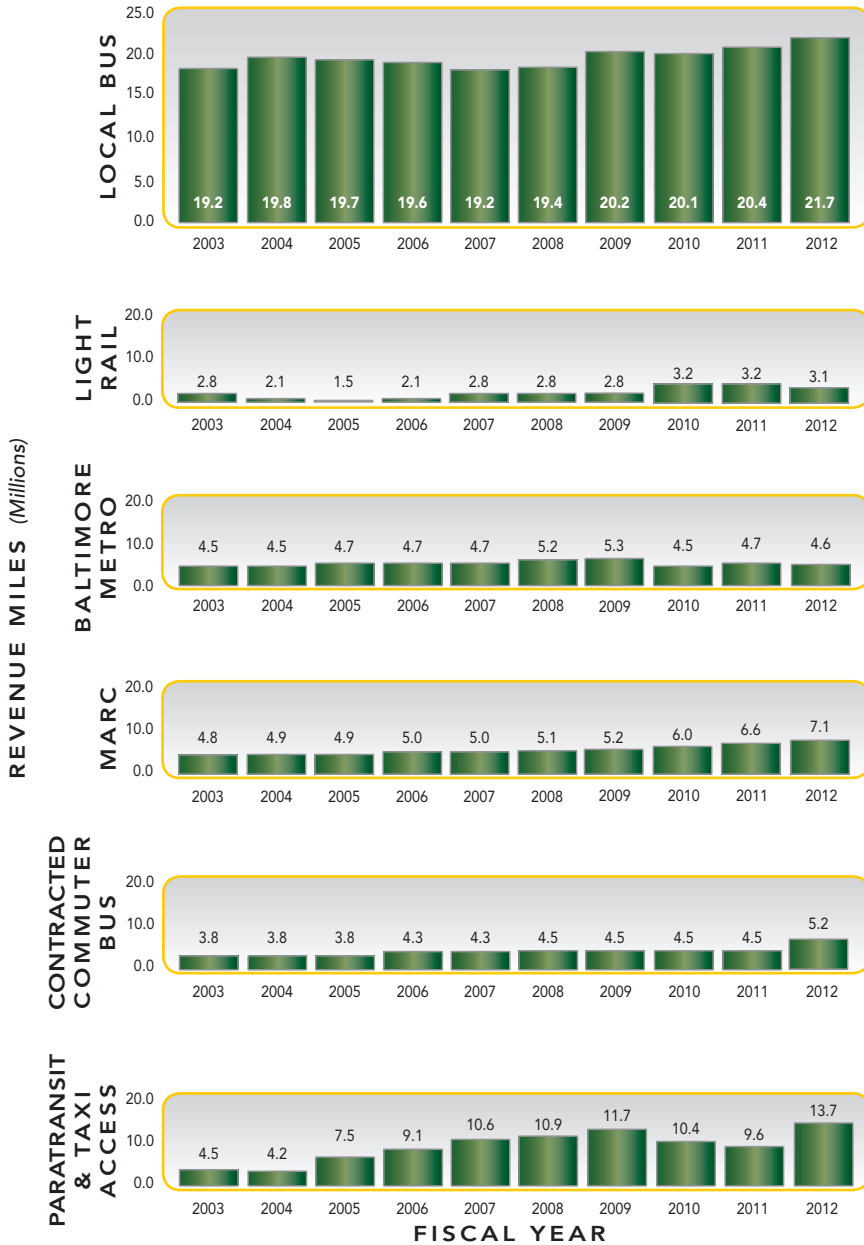 REVENUE MILES (Millions)
LOCAL BUS
25.0
20.0
15.0
10.0
5.0
0.0
19.2 19.8 19.7 19.6 19.2 19.4 20.2 20.1 20.4 21.7
2003 2004 2005 2006 2007 2008 2009 2010 2011 2012
LIGHT
RAIL
20.0
10.0
0.0
2.8 2.1 1.5 2.1 2.8 2.8 2.8 3.2 3.2 3.1
2003 2004 2005 2006 2007 2008 2009 2010 2011 2012
BALTIMORE
METRO
20.0
10.0
0.0
4.5 4.5 4.7 4.7 4.7 5.2 5.3 4.5 4.7 4.6
2003 2004 2005 2006 2007 2008 2009 2010 2011 2012
MARC
20.0
10.0
0.0
4.8 4.9 4.9 5.0 5.0 5.1 5.2 6.0 6.6 7.1
2003 2004 2005 2006 2007 2008 2009 2010 2011 2012
CONTRACTED
COMMUTER
BUS
20.0
10.0
0.0
3.8 3.8 3.8 4.3 4.3 4.5 4.5 4.5 4.5 5.2
2003 2004 2005 2006 2007 2008 2009 2010 2011 2012
PARATRANSIT
& TAXI
ACCESS
20.0
10.0
0.0
4.5 4.2 7.5 9.1 10.6 10.9 11.7 10.4 9.6 13.7
2003 2004 2005 2006 2007 2008 2009 2010 2011 2012
FISCAL YEAR